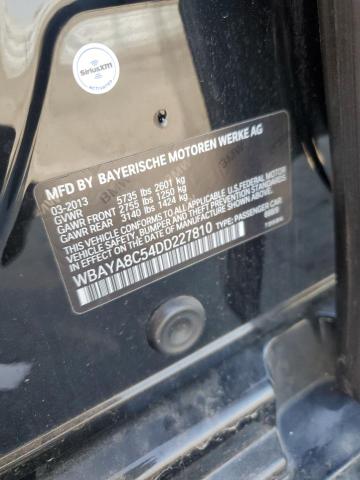 SiriusXM
ACTIVATED
MFD BY BAYERISCHE MOTOREN WERKE AG
03-2013 5735 lbs 2601 kg
GVWR
GAWR FRONT 2755 lbs 1250 kg
GAWR REAR 3140 lbs 1424 kg
THIS VEHICLE CONFORMS TO ALL APPLICABLE U.S. FEDERAL MOTOR
VEHICLE SAFETY, BUMPER, AND THEFT PREVENTION STANDARDS
IN EFFECT ON THE DATE OF MANUFACTURE SHOWN ABOVE.
WBAYA8C54DD227810 TYPE: PASSENGER CAR